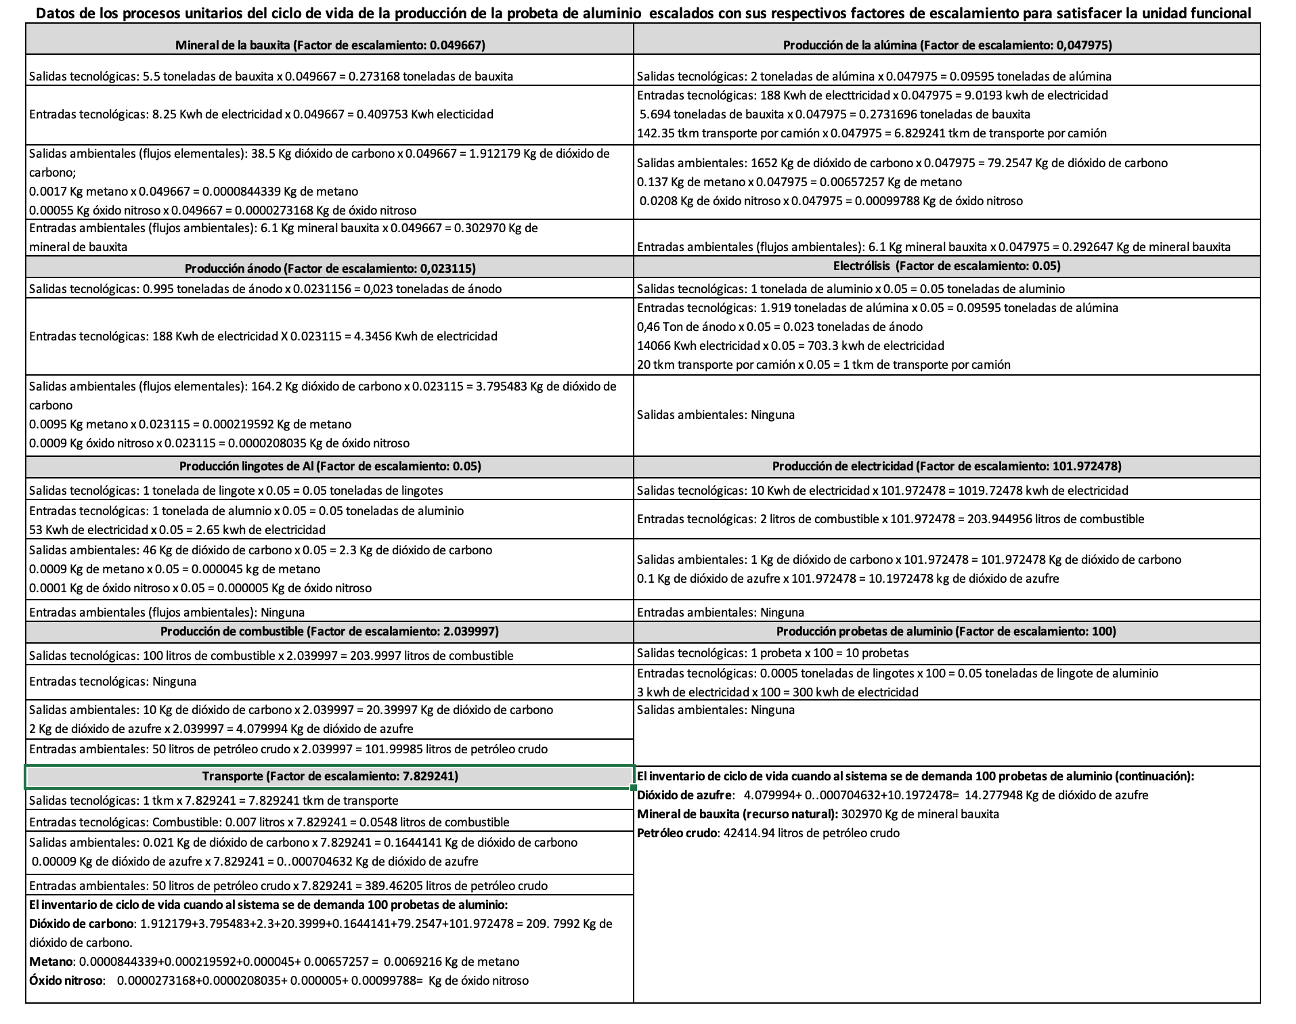 Datos de los procesos unitarios del ciclo de vida de la producción de la probeta de aluminio escalados con sus respectivos factores de escalamiento para satisfacer la unidad funcional
Mineral de la bauxita (Factor de escalamiento: 0.049667)
Producción de la alúmina (Factor de escalamiento: 0,047975)
Salidas tecnológicas: 5.5 toneladas de bauxita x 0.049667 = 0.273168 toneladas de bauxita
Salidas tecnológicas: 2 toneladas de alúmina x 0.047975 = 0.09595 toneladas de alúmina
Entradas tecnológicas: 8.25 Kwh de electricidad x 0.049667 = 0.409753 Kwh electicidad
Entradas tecnológicas: 188 Kwh de electtricidad x 0.047975 = 9.0193 kwh de electricidad
5.694 toneladas de bauxita x 0.047975 = 0.2731696 toneladas de bauxita
142.35 tkm transporte por camión x 0.047975 = 6.829241 tkm de transporte por camión
Salidas ambientales (flujos elementales): 38.5 Kg dióxido de carbono x 0.049667 = 1.912179 Kg de dióxido de
carbono;
0.0017 Kg metano x 0.049667 = 0.0000844339 Kg de metano
0.00055 Kg óxido nitroso x 0.049667 = 0.0000273168 Kg de óxido nitroso
Salidas ambientales: 1652 Kg de dióxido de carbono x 0.047975 = 79.2547 Kg de dióxido de carbono
0.137 Kg de metano x 0.047975 = 0.00657257 Kg de metano
0.0208 Kg de óxido nitroso x 0.047975 = 0.00099788 Kg de óxido nitroso
Entradas ambientales (flujos ambientales): 6.1 Kg mineral bauxita x 0.049667 = 0.302970 Kg de
mineral de bauxita
Entradas ambientales (flujos ambientales): 6.1 Kg mineral bauxita x 0.047975 = 0.292647 Kg de mineral bauxita
Producción ánodo (Factor de escalamiento: 0,023115)
Electrólisis (Factor de escalamiento: 0.05)
Salidas tecnológicas: 0.995 toneladas de ánodo x 0.0231156 = 0,023 toneladas de ánodo
Salidas tecnológicas: 1 tonelada de aluminio x 0.05 = 0.05 toneladas de aluminio
Entradas tecnológicas: 188 Kwh de electricidad X 0.023115 = 4.3456 Kwh de electricidad
Entradas tecnológicas: 1.919 toneladas de alúmina x 0.05 = 0.09595 toneladas de alúmina
0,46 Ton de ánodo x 0.05 = 0.023 toneladas de ánodo
14066 Kwh electricidad x 0.05 = 703.3 kwh de electricidad
20 tkm transporte por camión x 0.05 = 1 tkm de transporte por camión
Salidas ambientales (flujos elementales): 164.2 Kg dióxido de carbono x 0.023115 = 3.795483 Kg de dióxido de
carbono
0.0095 Kg metano x 0.023115 = 0.000219592 Kg de metano
0.0009 Kg óxido nitroso x 0.023115 = 0.0000208035 Kg de óxido nitroso
Salidas ambientales: Ninguna
Producción lingotes de Al (Factor de escalamiento: 0.05)
Producción de electricidad (Factor de escalamiento: 101.972478)
Salidas tecnológicas: 1 tonelada de lingote x 0.05 = 0.05 toneladas de lingotes
Salidas tecnológicas: 10 Kwh de electricidad x 101.972478 = 1019.72478 kwh de electricidad
Entradas tecnológicas: 1 tonelada de alumnio x 0.05 = 0.05 toneladas de aluminio
53 Kwh de electricidad x 0.05 = 2.65 kwh de electricidad
Entradas tecnológicas: 2 litros de combustible x 101.972478 = 203.944956 litros de combustible
Salidas ambientales: 46 Kg de dióxido de carbono x 0.05 = 2.3 Kg de dióxido de carbono
0.0009 Kg de metano x 0.05 = 0.000045 kg de metano
0.0001 Kg de óxido nitroso x 0.05 = 0.000005 Kg de óxido nitroso
Salidas ambientales: 1 Kg de dióxido de carbono x 101.972478 = 101.972478 Kg de dióxido de carbono
0.1 Kg de dióxido de azufre x 101.972478 = 10.1972478 kg de dióxido de azufre
Entradas ambientales (flujos ambientales): Ninguna
Entradas ambientales: Ninguna
Producción de combustible (Factor de escalamiento: 2.039997)
Producción probetas de aluminio (Factor de escalamiento: 100)
Salidas tecnológicas: 100 litros de combustible x 2.039997 = 203.9997 litros de combustible
Salidas tecnológicas: 1 probeta x 100 = 10 probetas
Entradas tecnológicas: Ninguna
Entradas tecnológicas: 0.0005 toneladas de lingotes x 100 = 0.05 toneladas de lingote de aluminio
3 kwh de electricidad x 100 = 300 kwh de electricidad
Salidas ambientales: 10 Kg de dióxido de carbono x 2.039997 = 20.39997 Kg de dióxido de carbono
2 Kg de dióxido de azufre x 2.039997 = 4.079994 Kg de dióxido de azufre
Salidas ambientales: Ninguna
Entradas ambientales: 50 litros de petróleo crudo x 2.039997 = 101.99985 litros de petróleo crudo
Transporte (Factor de escalamiento: 7.829241)
Salidas tecnológicas: 1 tkm x 7.829241 = 7.829241 tkm de transporte
Entradas tecnológicas: Combustible: 0.007 litros x 7.829241 = 0.0548 litros de combustible
Salidas ambientales: 0.021 Kg de dióxido de carbono x 7.829241 = 0.1644141 Kg de dióxido de carbono
0.00009 Kg de dióxido de azufre x 7.829241 = 0..000704632 Kg de dióxido de azufre
Entradas ambientales: 50 litros de petróleo crudo x 7.829241 = 389.46205 litros de petróleo crudo
El inventario de ciclo de vida cuando al sistema se de demanda 100 probetas de aluminio:
Dióxido de carbono: 1.912179+3.795483+2.3+20.3999+0.1644141+79.2547+101.972478 = 209. 7992 Kg de
dióxido de carbono.
Metano: 0.0000844339+0.000219592+0.000045+ 0.00657257 = 0.0069216 Kg de metano
Óxido nitroso: 0.0000273168+0.0000208035+ 0.000005+ 0.00099788= Kg de óxido nitroso
El inventario de ciclo de vida cuando al sistema se de demanda 100 probetas de aluminio (continuación):
Dióxido de azufre: 4.079994+ 0..000704632+10.1972478= 14.277948 Kg de dióxido de azufre
Mineral de bauxita (recurso natural): 302970 Kg de mineral bauxita
Petróleo crudo: 42414.94 litros de petróleo crudo